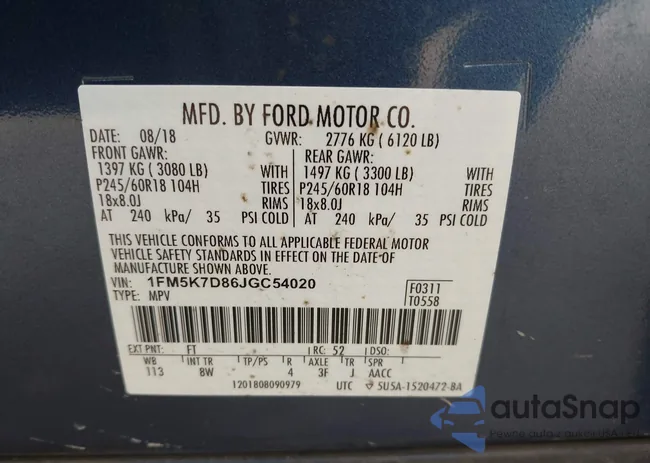 MFD. BY FORD MOTOR CO.
DATE: 08/18 GVWR: 2776 KG ( 6120 LB)
FRONT GAWR: REAR GAWR:
1397 KG ( 3080 LB) WITH 1497 KG ( 3300 LB) WITH
P245/60R18 104H TIRES P245/60R18 104H TIRES
18x8.0J RIMS 18x8.0J RIMS
AT 240 kPa/ 35 PSI COLD AT 240 kPa/ 35 PSI COLD
THIS VEHICLE CONFORMS TO ALL APPLICABLE FEDERAL MOTOR
VEHICLE SAFETY STANDARDS IN EFFECT ON THE DATE OF
MANUFACTURE SHOWN ABOVE.
VIN: 1FM5K7D86JGC54020 F0311
TYPE: MPV T0558
EXT PNT: FT RC: 52 DSO:
WB INT TR TP/PS R AXLE TR SPR
113 8W 4 3F J AACC
1201808090979 UTC 5U5A-1520472-BA
autoSnap
Pewne auto z aukcji USA